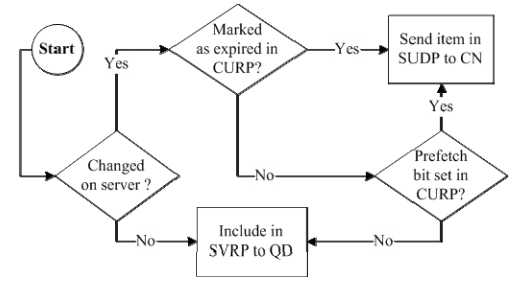 Start
Marked
as expired in
CURP?
Yes
Yes
Send item in
SUDP to CN
Yes
Changed
on server ?
No
Prefetch
bit set in
CURP?
No
Include in
SVRP to QD
No